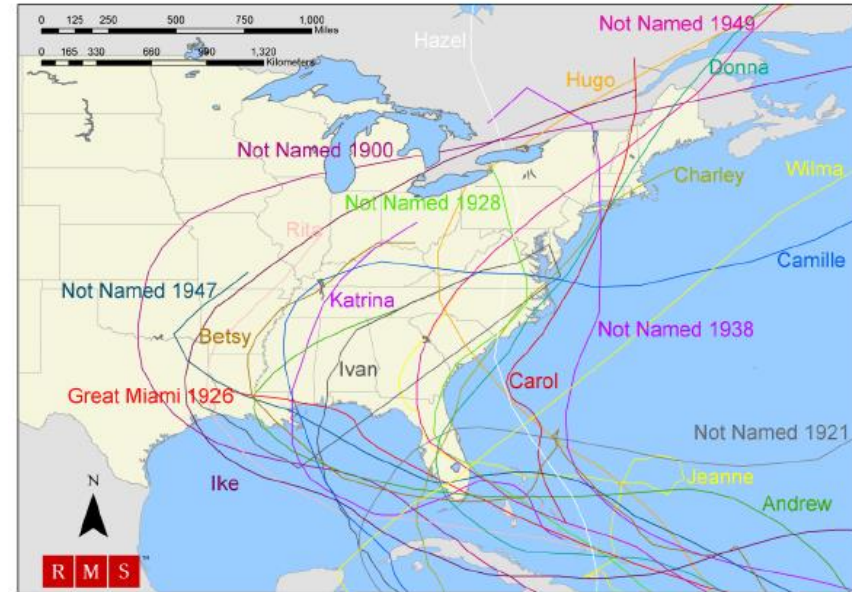 0 125 250 500 750 1,000
Miles
0 165 330 660 990 1,320
Kilometers
Hazel
Not Named 1949
Hugo
Donna
Not Named 1900
Charley
Wilma
Not Named 1928
Rita
Camille
Not Named 1947
Katrina
Betsy
Not Named 1938
Ivan
Carol
Great Miami 1926
Not Named 1921
Jeanne
Ike
Andrew
N
R M S